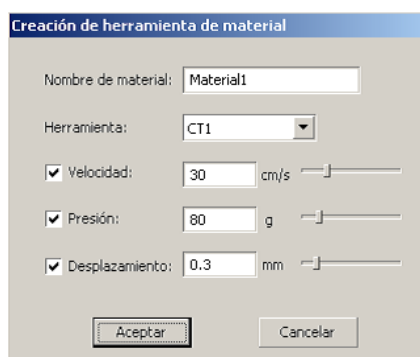 Creación de herramienta de material
Nombre de material: Material1
Herramienta: CT1
Velocidad: 30 cm/s
Presión: 80 g
Desplazamiento: 0.3 mm
Aceptar Cancelar